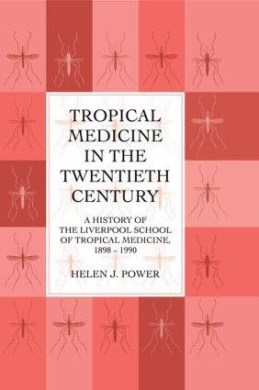 TROPICAL
MEDICINE
IN THE
TWENTIETH
CENTURY
A HISTORY OF
THE LIVERPOOL SCHOOL
OF TROPICAL MEDICINE,
1898 – 1990
HELEN J. POWER